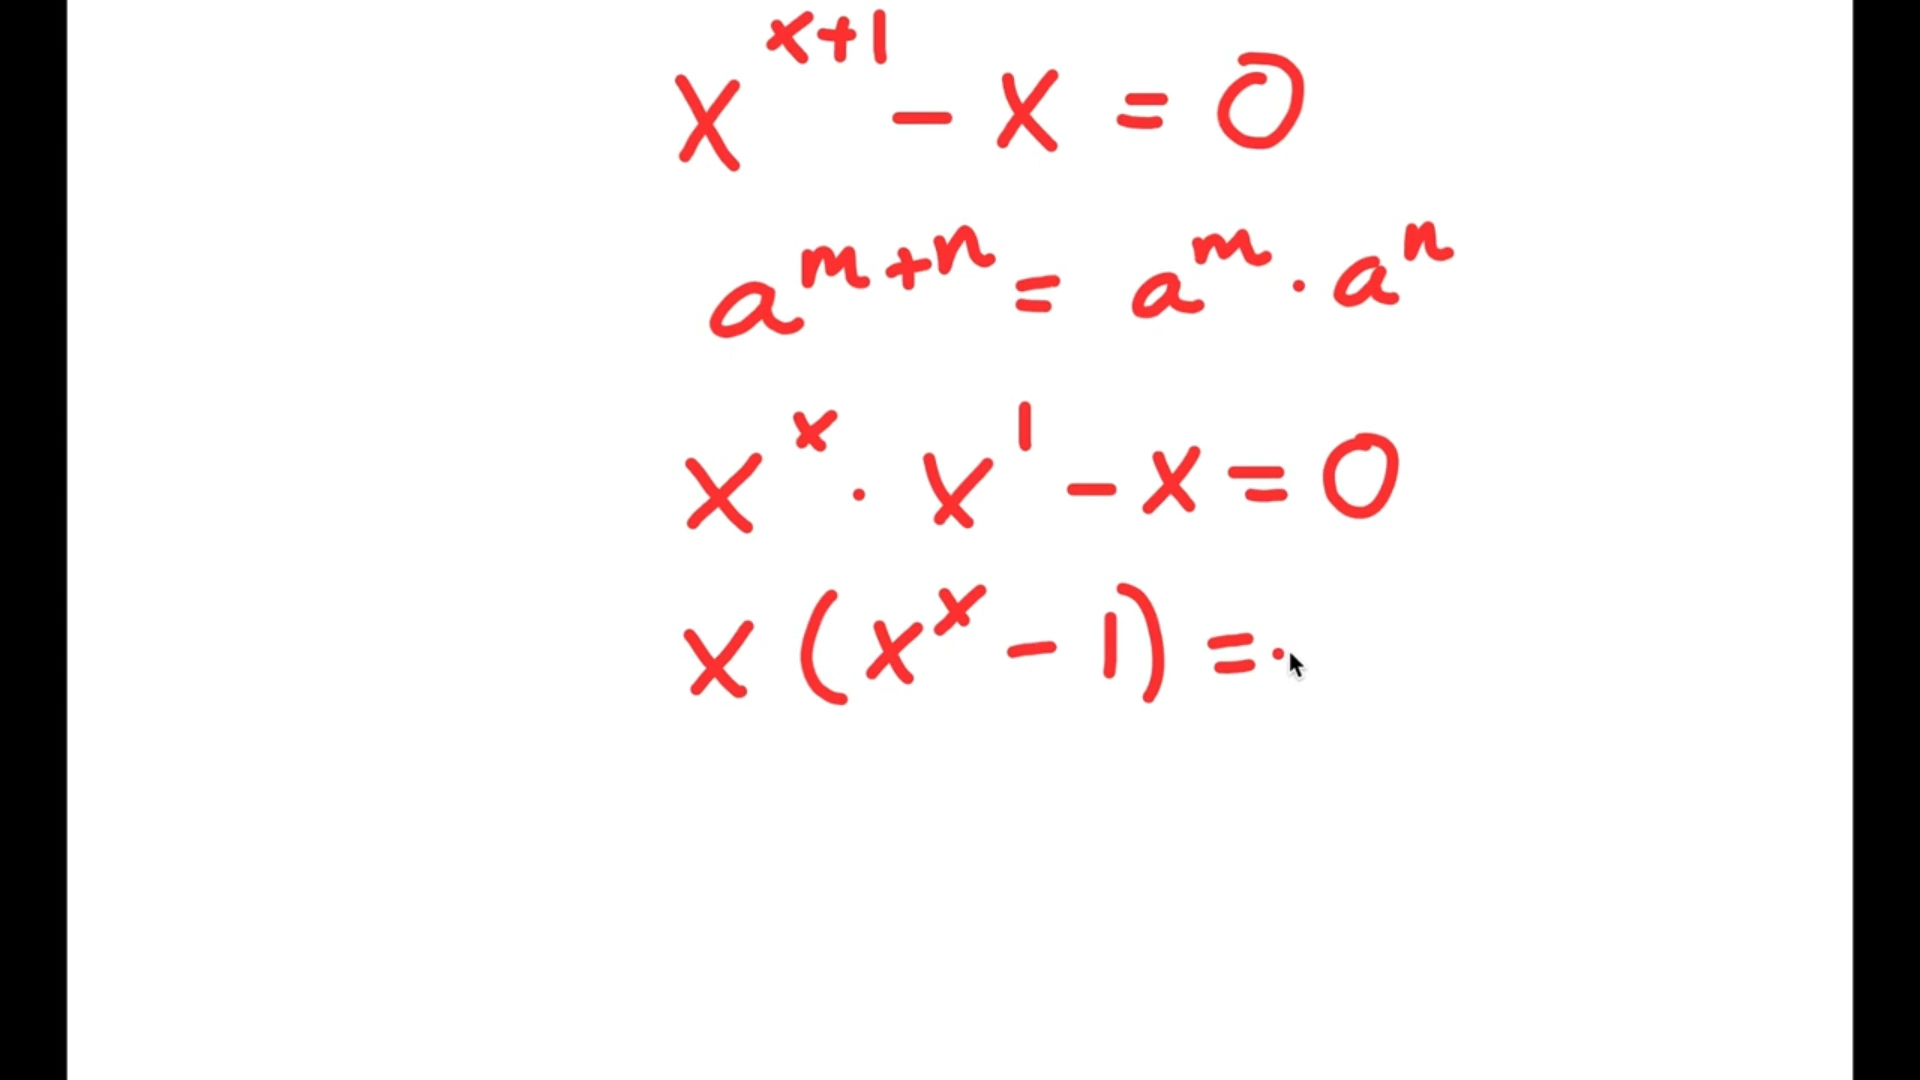 x^{x+1} - x = 0
a^{m+n} = a^m · a^n
x^x · x^1 - x = 0
x (x^x - 1) =